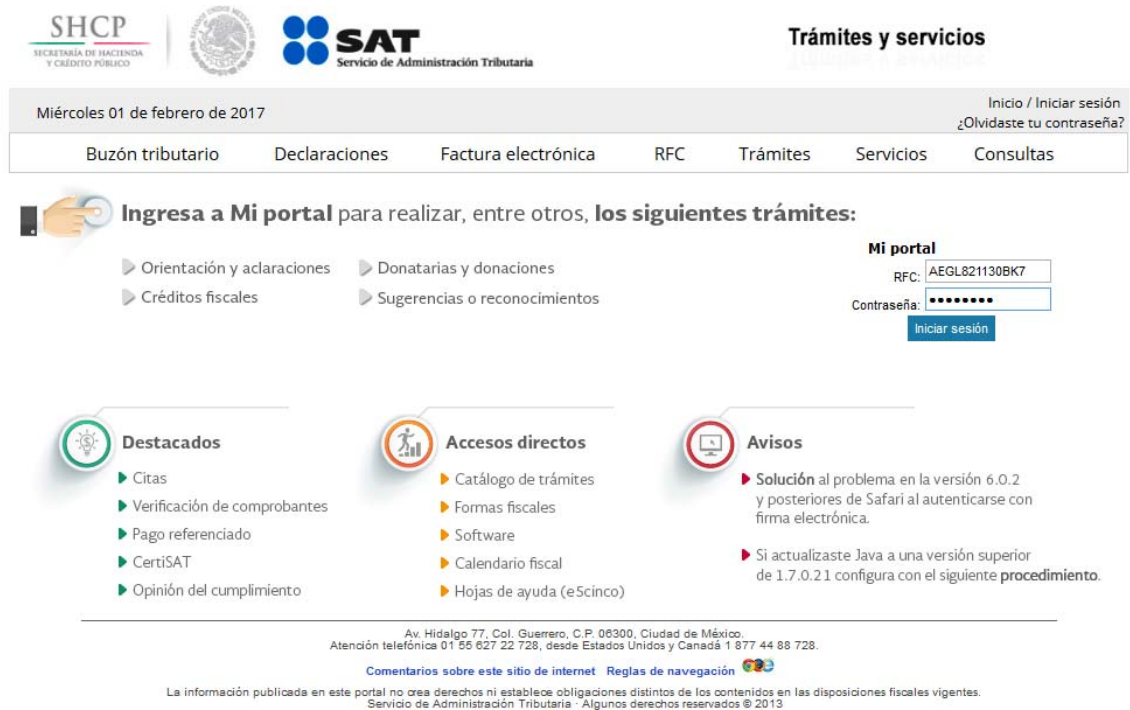 SHCP
SECRETARÍA DE HACIENDA
Y CRÉDITO PÚBLICO
ESTADOS UNIDOS MEXICANOS
SAT
Servicio de Administración Tributaria
Trámites y servicios
Miércoles 01 de febrero de 2017
Inicio / Iniciar sesión
¿Olvidaste tu contraseña?
Buzón tributario Declaraciones Factura electrónica RFC Trámites Servicios Consultas
Ingresa a Mi portal para realizar, entre otros, los siguientes trámites:
Orientación y aclaraciones
Donatarias y donaciones
Créditos fiscales
Sugerencias o reconocimientos
Mi portal
RFC: AEGL821130BK7
Contraseña: ••••••••
Iniciar sesión
Destacados
Citas
Verificación de comprobantes
Pago referenciado
CertiSAT
Opinión del cumplimiento
Accesos directos
Catálogo de trámites
Formas fiscales
Software
Calendario fiscal
Hojas de ayuda (eScinco)
Avisos
Solución al problema en la versión 6.0.2
y posteriores de Safari al autenticarse con
firma electrónica.
Si actualizaste Java a una versión superior
de 1.7.0.21 configura con el siguiente procedimiento.
Av. Hidalgo 77, Col. Guerrero, C.P. 06300, Ciudad de México.
Atención telefónica 01 55 627 22 728, desde Estados Unidos y Canadá 1 877 44 88 728.
Comentarios sobre este sitio de internet Reglas de navegación
La información publicada en este portal no crea derechos ni establece obligaciones distintos de los contenidos en las disposiciones fiscales vigentes.
Servicio de Administración Tributaria · Algunos derechos reservados © 2013